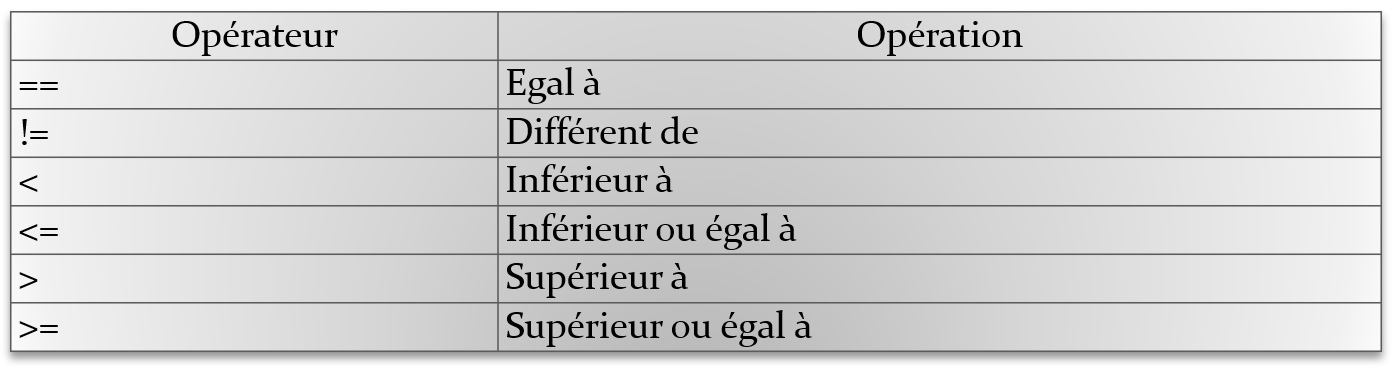 Opérateur Opération
== Egal à
!= Différent de
< Inférieur à
<= Inférieur ou égal à
> Supérieur à
>= Supérieur ou égal à